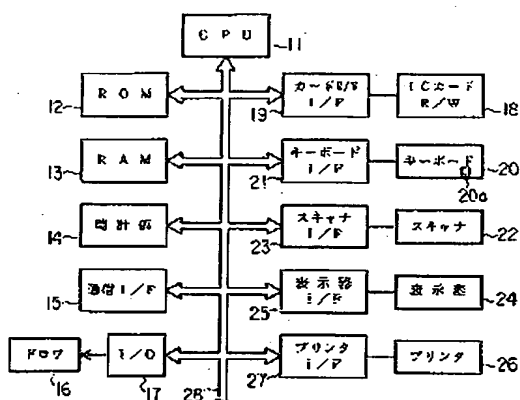 CPU
11
ROM
12
カードR/W
I/F
19
ICカード
R/W
18
RAM
13
キーボード
I/F
21
キーボード
20
20a
時計部
14
スキャナ
I/F
23
スキャナ
22
通信I/F
15
表示器
I/F
25
表示器
24
ドロワ
16
I/O
17
プリンタ
I/F
27
プリンタ
26
28